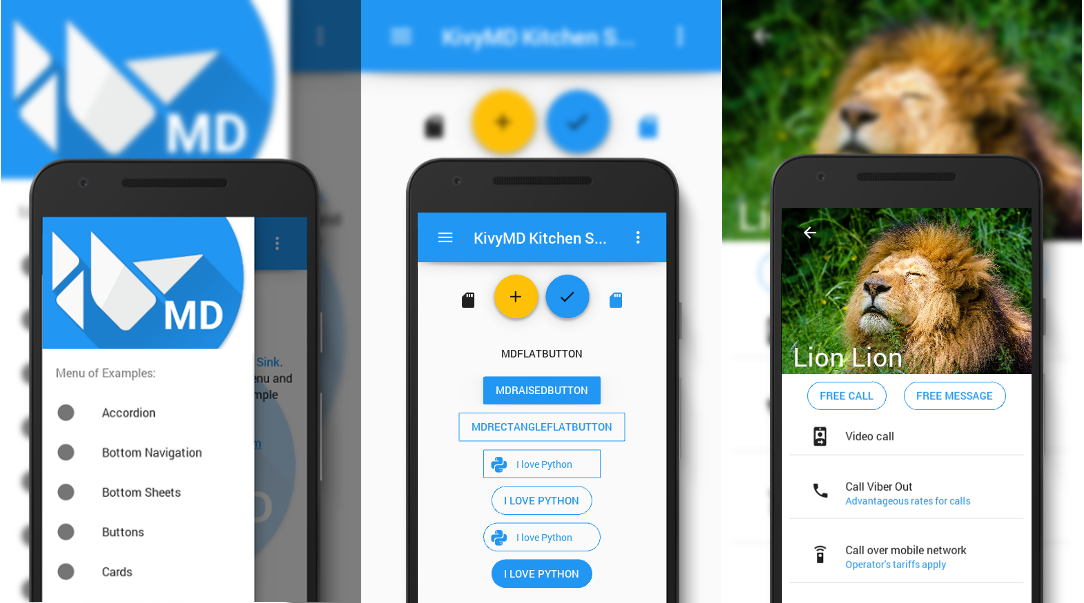 MD
MD
Menu of Examples:
Accordion
Bottom Navigation
Bottom Sheets
Buttons
Cards
Sink.
enu and
mple
KivyMD Kitchen S...
KivyMD Kitchen S...
MDFLATBUTTON
MDRAISEDBUTTON
MDRECTANGLEFLATBUTTON
I love Python
I LOVE PYTHON
I love Python
I LOVE PYTHON
Lion Lion
FREE CALL
FREE MESSAGE
Video call
Call Viber Out
Advantageous rates for calls
Call over mobile network
Operator's tariffs apply